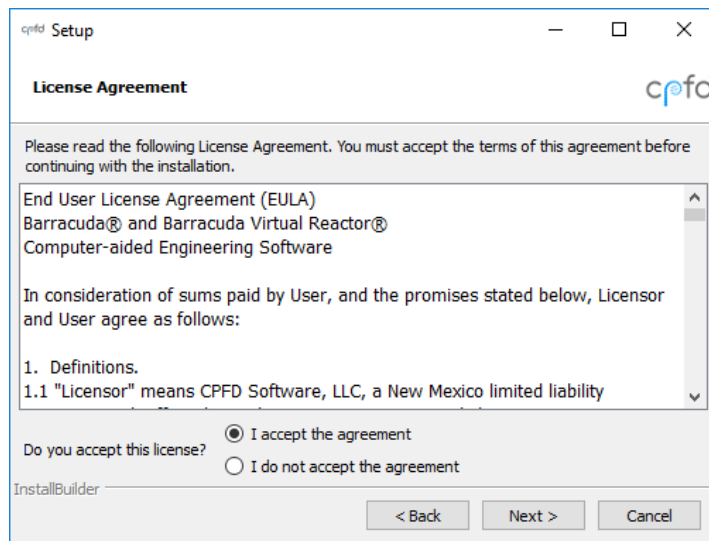 cpfd Setup
License Agreement
cpfd
Please read the following License Agreement. You must accept the terms of this agreement before
continuing with the installation.
End User License Agreement (EULA)
Barracuda® and Barracuda Virtual Reactor®
Computer-aided Engineering Software
In consideration of sums paid by User, and the promises stated below, Licensor
and User agree as follows:
1.  Definitions.
1.1 "Licensor" means CPFD Software, LLC, a New Mexico limited liability
Do you accept this license?
I accept the agreement
I do not accept the agreement
InstallBuilder
< Back
Next >
Cancel